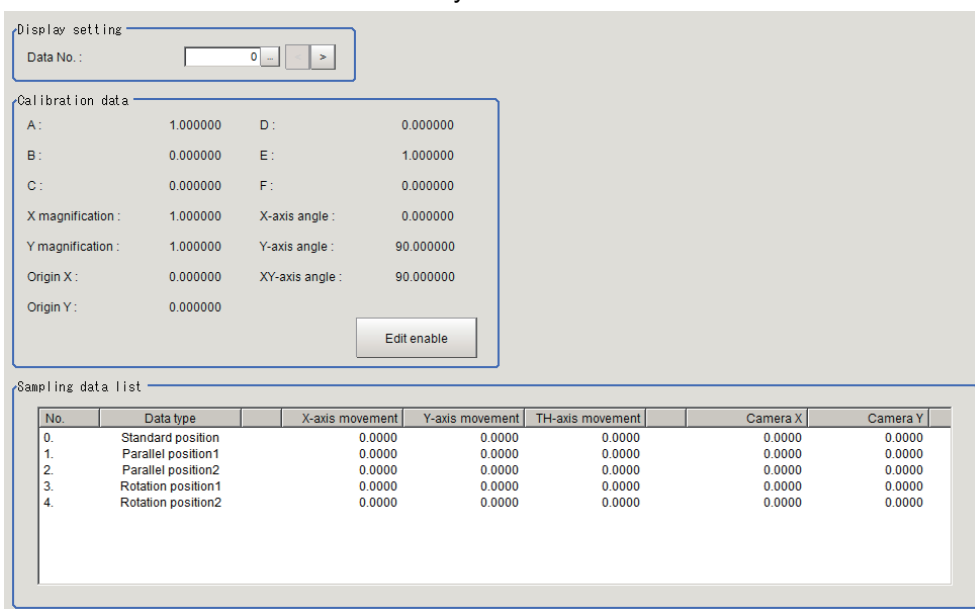 Display setting
Data No. : 0 ... < >
Calibration data
A : 1.000000 D : 0.000000
B : 0.000000 E : 1.000000
C : 0.000000 F : 0.000000
X magnification : 1.000000 X-axis angle : 0.000000
Y magnification : 1.000000 Y-axis angle : 90.000000
Origin X : 0.000000 XY-axis angle : 90.000000
Origin Y : 0.000000
Edit enable
Sampling data list
No. Data type X-axis movement Y-axis movement TH-axis movement Camera X Camera Y
0. Standard position 0.0000 0.0000 0.0000 0.0000 0.0000
1. Parallel position1 0.0000 0.0000 0.0000 0.0000 0.0000
2. Parallel position2 0.0000 0.0000 0.0000 0.0000 0.0000
3. Rotation position1 0.0000 0.0000 0.0000 0.0000 0.0000
4. Rotation position2 0.0000 0.0000 0.0000 0.0000 0.0000